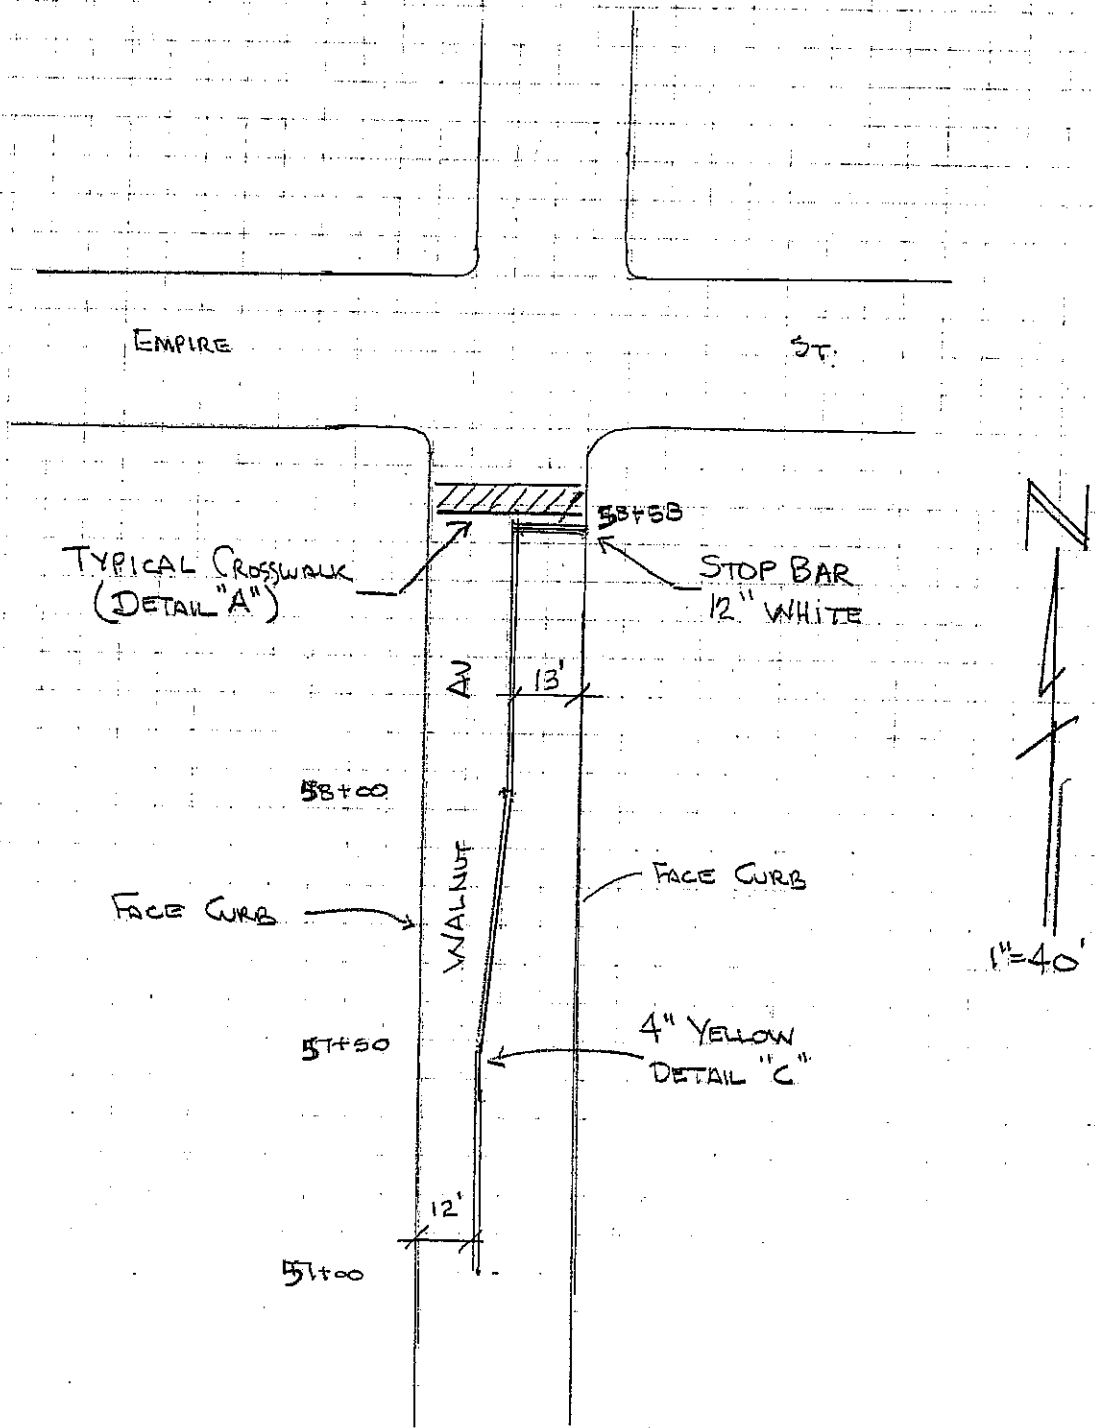 EMPIRE ST.
58+58
TYPICAL CROSSWALK
(DETAIL "A")
STOP BAR
12" WHITE
N
WALNUT AV
13'
58+00
FACE CURB
FACE CURB
1"=40'
57+50
4" YELLOW
DETAIL "C"
12'
57+00